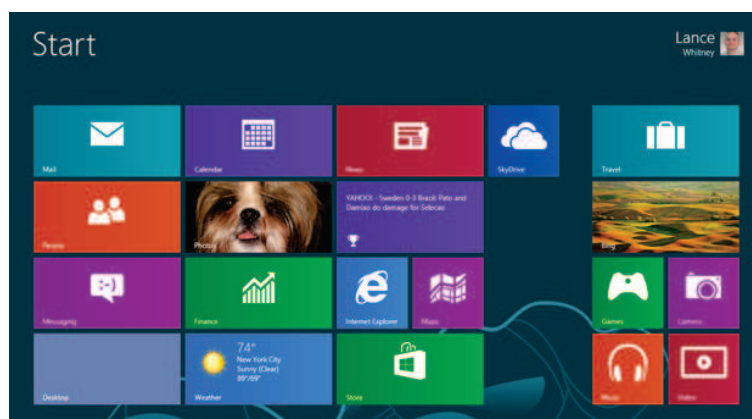 Start
Lance
Whitney
Mail
Calendar
News
SkyDrive
Travel
People
Photos
YAHOO! - Sweden 0-3 Brazil: Pato and
Damiao do damage for Selecao
Bing
Messaging
Finance
Internet Explorer
Maps
Games
Camera
Desktop
74°
New York City
Sunny (Clear)
89°/69°
Weather
Store
Music
Video